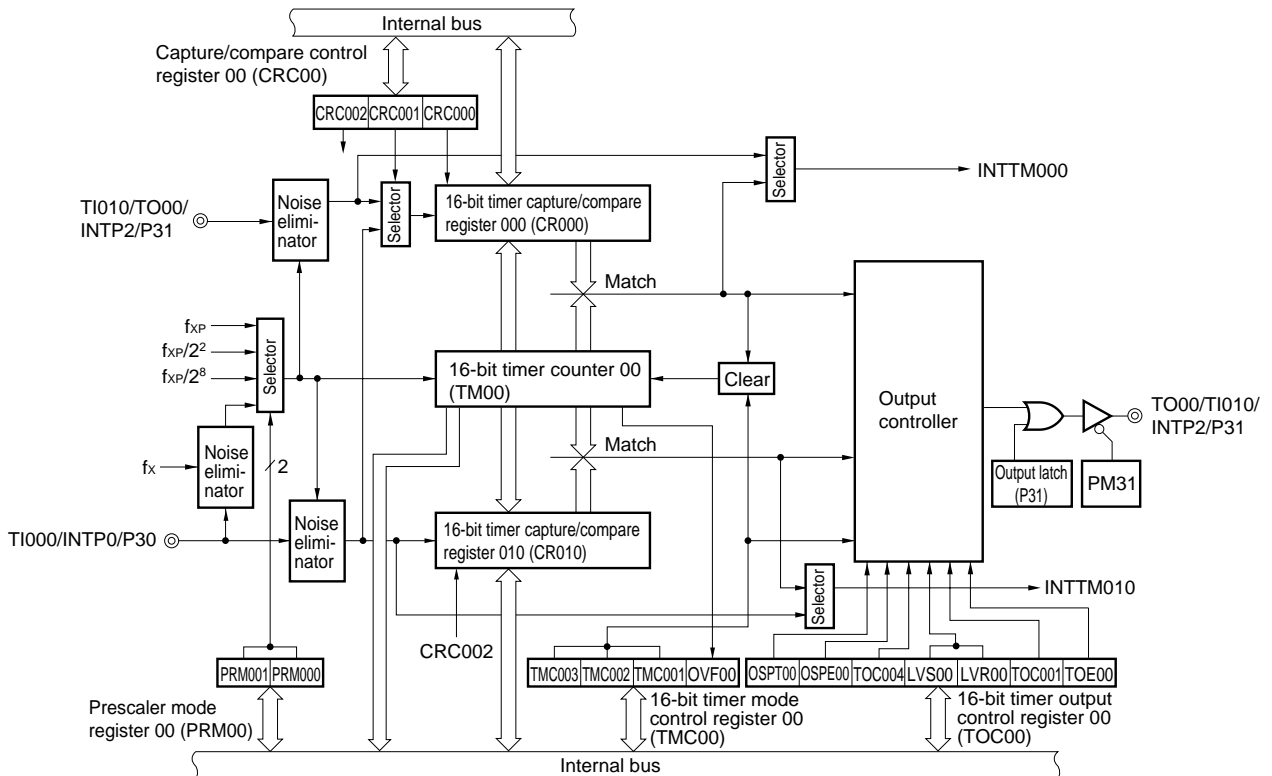 Internal bus
Capture/compare control
register 00 (CRC00)
CRC002 CRC001 CRC000
Selector
INTTM000
TI010/TO00/
INTP2/P31
Noise
elimi-
nator
Selector
16-bit timer capture/compare
register 000 (CR000)
Match
fXP
fXP/2²
fXP/2⁸
Selector
16-bit timer counter 00
(TM00)
Clear
Output
controller
TO00/TI010/
INTP2/P31
fX
Noise
elimi-
nator
2
Match
Output latch
(P31)
PM31
TI000/INTP0/P30
Noise
elimi-
nator
16-bit timer capture/compare
register 010 (CR010)
Selector
INTTM010
CRC002
PRM001 PRM000
TMC003 TMC002 TMC001 OVF00
OSPT00 OSPE00 TOC004 LVS00 LVR00 TOC001 TOE00
Prescaler mode
register 00 (PRM00)
16-bit timer mode
control register 00
(TMC00)
16-bit timer output
control register 00
(TOC00)
Internal bus